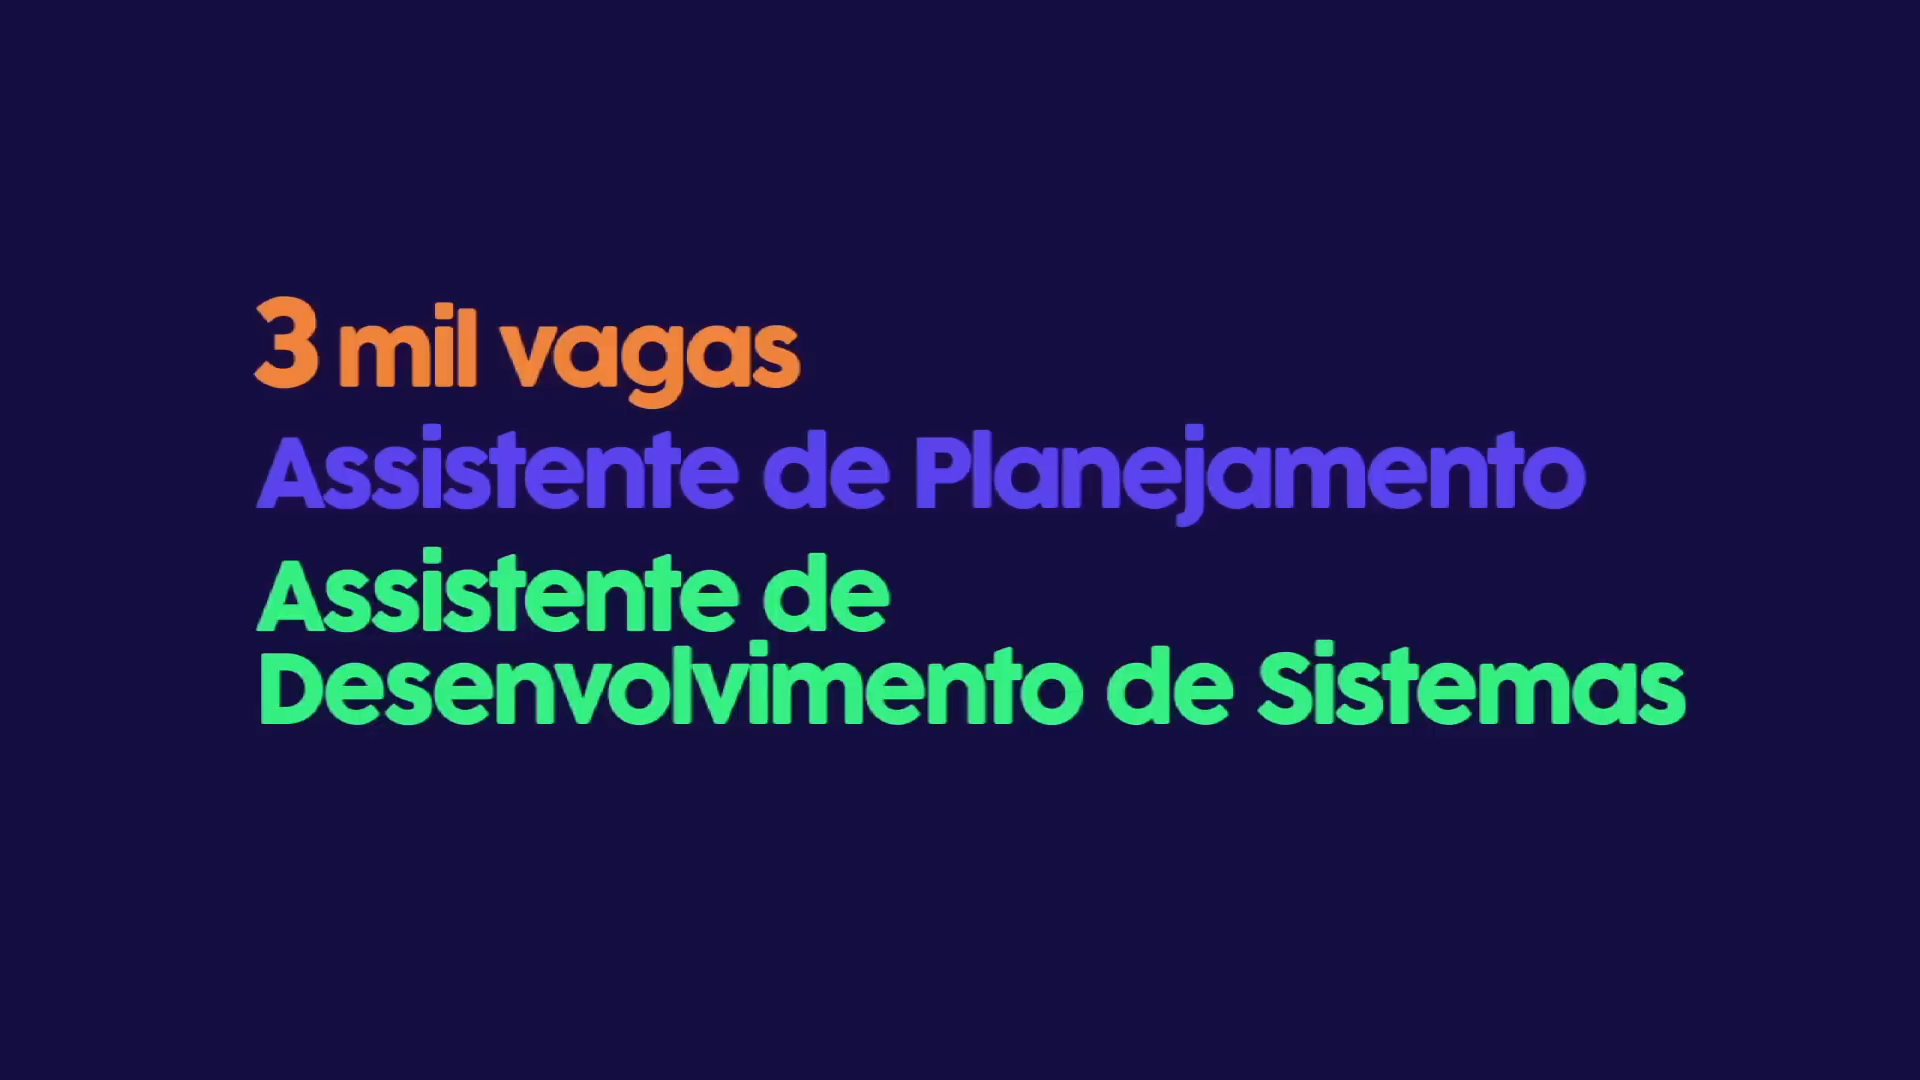 3 mil vagas
Assistente de Planejamento
Assistente de
Desenvolvimento de Sistemas